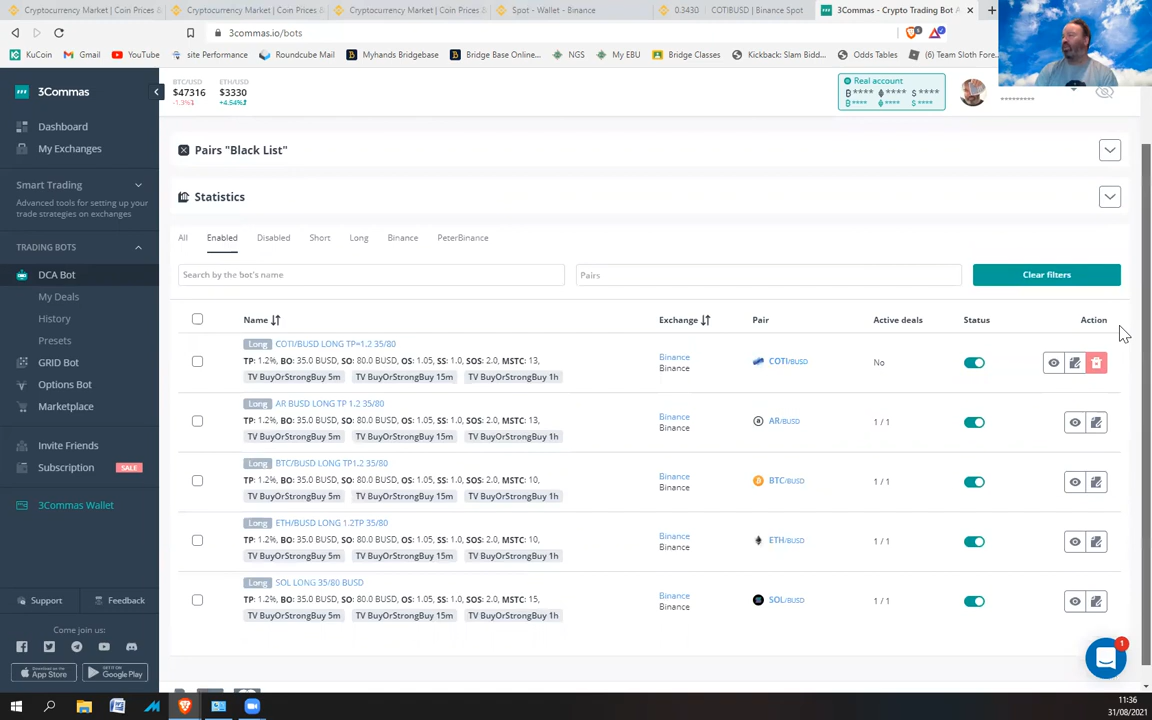 Cryptocurrency Market | Coin Prices &
Cryptocurrency Market | Coin Prices &
Cryptocurrency Market | Coin Prices &
Spot - Wallet - Binance
0.3430 COTIBUSD | Binance Spot
3Commas - Crypto Trading Bot A
3commas.io/bots
KuCoin
Gmail
YouTube
site Performance
Roundcube Mail
Myhands Bridgebase
Bridge Base Online...
NGS
My EBU
Bridge Classes
Kickback: Slam Bidd...
Odds Tables
(6) Team Sloth Fore
3Commas
BTC/USD
$47316
-1.3%
ETH/USD
$3330
+4.54%
Real account
**** **** $ ****
**** **** $****
*********
Dashboard
My Exchanges
Smart Trading
Advanced tools for setting up your
trade strategies on exchanges
TRADING BOTS
DCA Bot
My Deals
History
Presets
GRID Bot
Options Bot
Marketplace
Invite Friends
Subscription
SALE
3Commas Wallet
Support
Feedback
Come join us:
Download on the
App Store
GET IT ON
Google Play
Pairs "Black List"
Statistics
All Enabled Disabled Short Long Binance PeterBinance
Search by the bot's name
Pairs
Clear filters
Name Exchange Pair Active deals Status Action
Long COTI/BUSD LONG TP+1.2 35/80
TP: 1.2%, BO: 35.0 BUSD, SO: 80.0 BUSD, OS: 1.05, SS: 1.0, SOS: 2.0, MSTC: 13,
TV BuyOrStrongBuy 5m TV BuyOrStrongBuy 15m TV BuyOrStrongBuy 1h
Binance
Binance
COTI/BUSD
No
Long AR BUSD LONG TP 1.2 35/80
TP: 1.2%, BO: 35.0 BUSD, SO: 80.0 BUSD, OS: 1.05, SS: 1.0, SOS: 2.0, MSTC: 13,
TV BuyOrStrongBuy 5m TV BuyOrStrongBuy 15m TV BuyOrStrongBuy 1h
Binance
Binance
AR/BUSD
1 / 1
Long BTC/BUSD LONG TP1.2 35/80
TP: 1.2%, BO: 35.0 BUSD, SO: 80.0 BUSD, OS: 1.05, SS: 1.0, SOS: 2.0, MSTC: 10,
TV BuyOrStrongBuy 5m TV BuyOrStrongBuy 15m TV BuyOrStrongBuy 1h
Binance
Binance
BTC/BUSD
1 / 1
Long ETH/BUSD LONG 1.2TP 35/80
TP: 1.2%, BO: 35.0 BUSD, SO: 80.0 BUSD, OS: 1.05, SS: 1.0, SOS: 2.0, MSTC: 10,
TV BuyOrStrongBuy 5m TV BuyOrStrongBuy 15m TV BuyOrStrongBuy 1h
Binance
Binance
ETH/BUSD
1 / 1
Long SOL LONG 35/80 BUSD
TP: 1.2%, BO: 35.0 BUSD, SO: 80.0 BUSD, OS: 1.05, SS: 1.0, SOS: 2.0, MSTC: 15,
TV BuyOrStrongBuy 5m TV BuyOrStrongBuy 15m TV BuyOrStrongBuy 1h
Binance
Binance
SOL/BUSD
1 / 1
1
11:36
31/08/2021